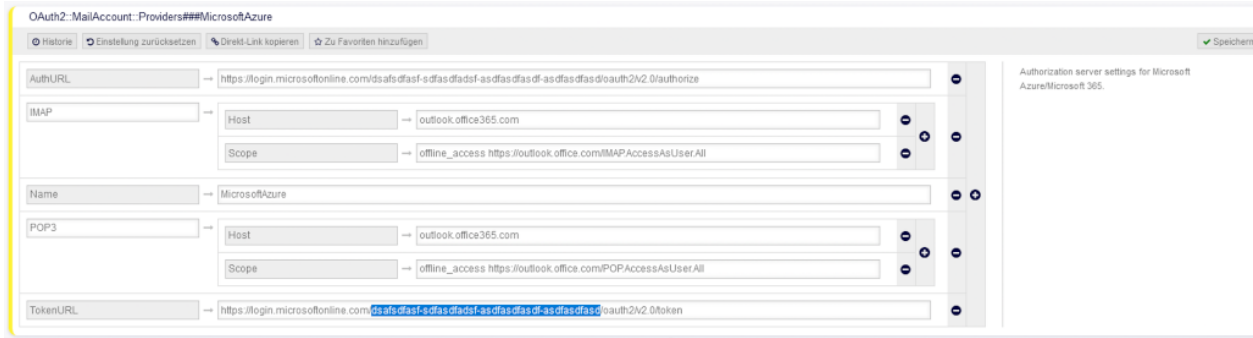 OAuth2::MailAccount::Providers###MicrosoftAzure
Historie Einstellung zurücksetzen Direkt-Link kopieren Zu Favoriten hinzufügen Speichern
AuthURL → https://login.microsoftonline.com/dsafsdfasf-sdfasdfadsf-asdfasdfasdf-asdfasdfasd/oauth2/v2.0/authorize
Authorization server settings for Microsoft
Azure/Microsoft 365.
IMAP →
Host → outlook.office365.com
Scope → offline_access https://outlook.office.com/IMAP.AccessAsUser.All
Name → MicrosoftAzure
POP3 →
Host → outlook.office365.com
Scope → offline_access https://outlook.office.com/POP.AccessAsUser.All
TokenURL → https://login.microsoftonline.com/dsafsdfasf-sdfasdfadsf-asdfasdfasdf-asdfasdfasd/oauth2/v2.0/token